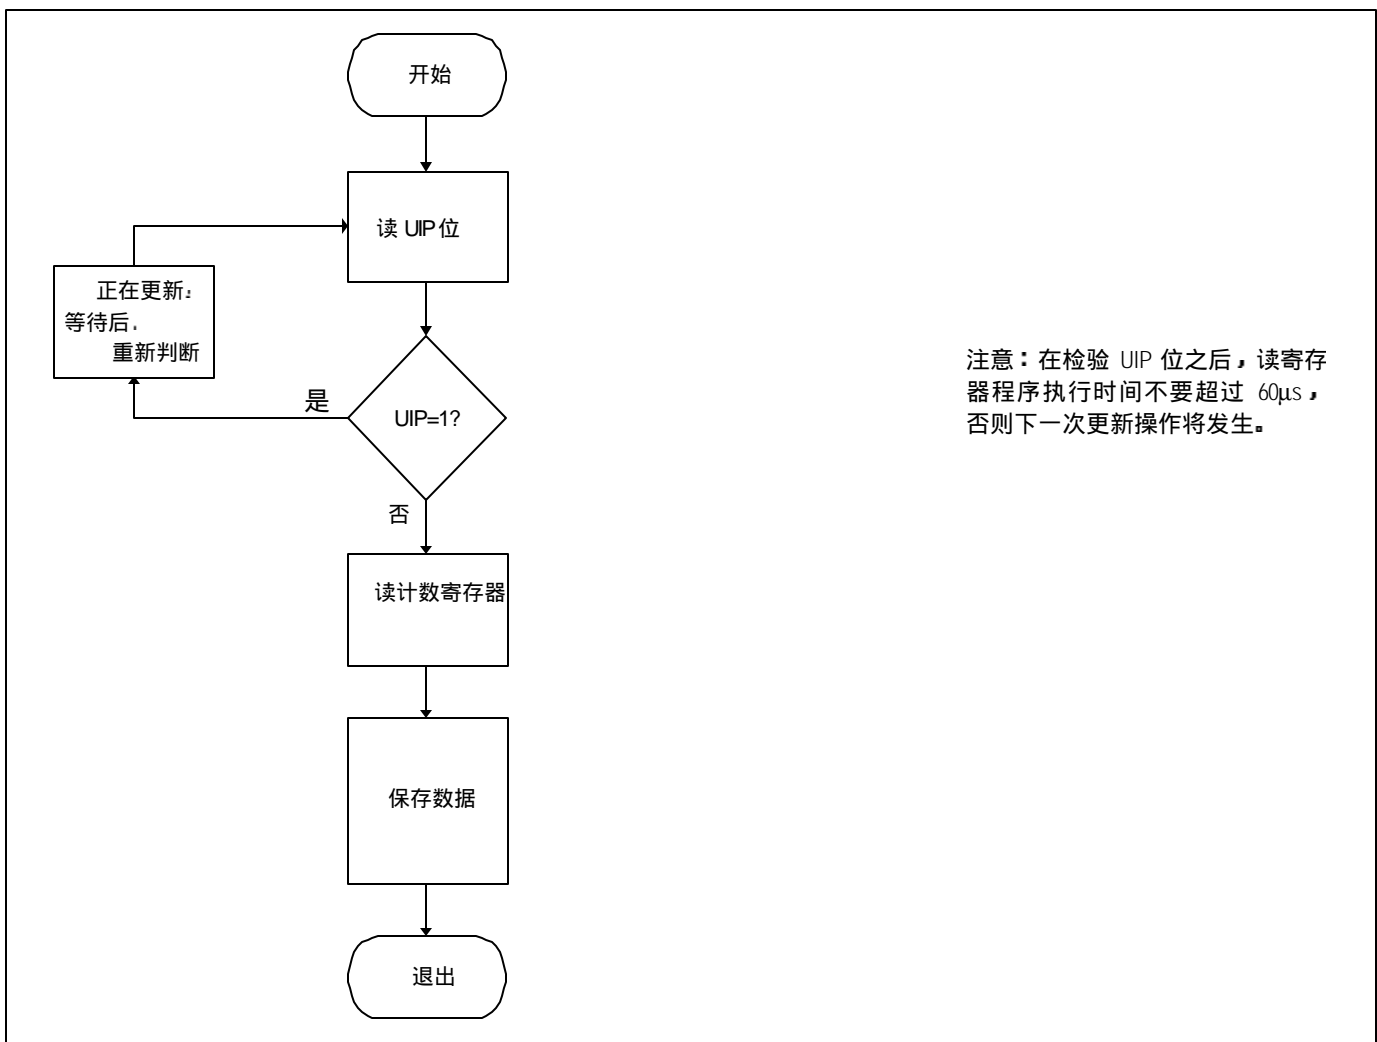 开始
读 UIP 位
正在更新，
等待后，
重新判断
是
UIP=1?
否
读计数寄存器
保存数据
退出
注意：在检验 UIP 位之后，读寄存
器程序执行时间不要超过 60μs，
否则下一次更新操作将发生。